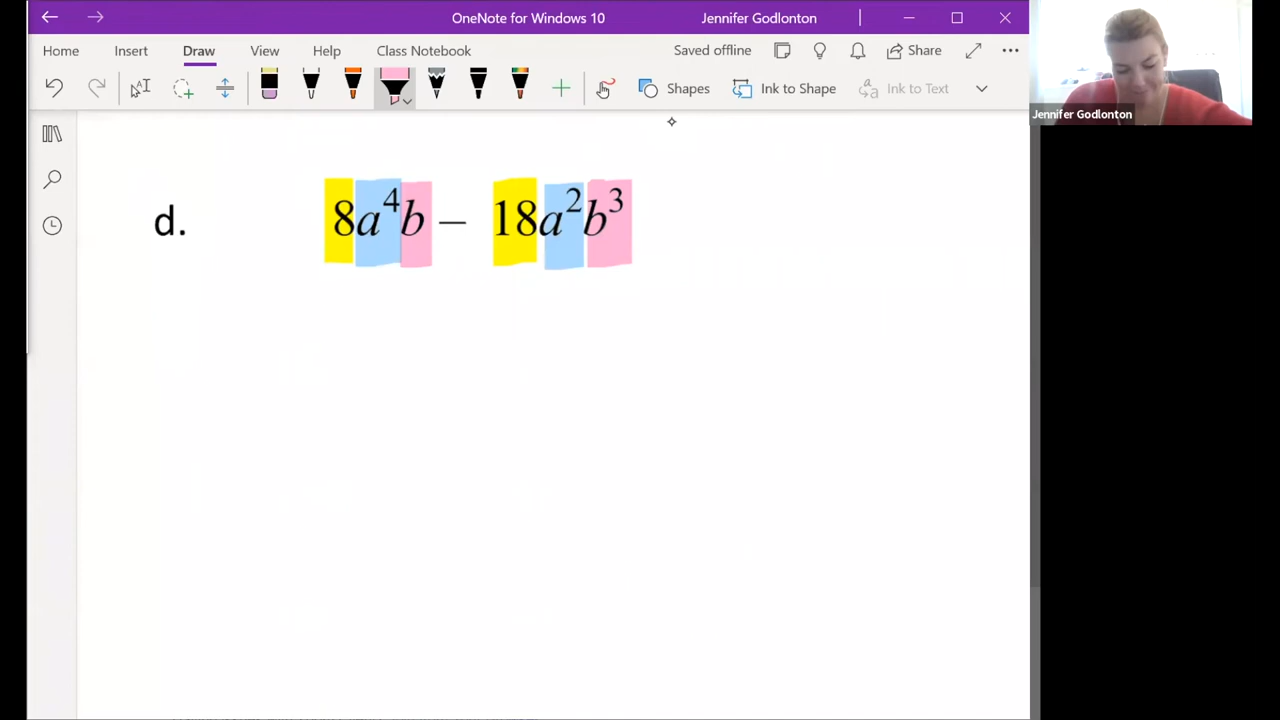 OneNote for Windows 10
Jennifer Godlonton
Home Insert Draw View Help Class Notebook
Saved offline
Share
Shapes
Ink to Shape
Ink to Text
Jennifer Godlonton
d. 8a⁴b – 18a²b³